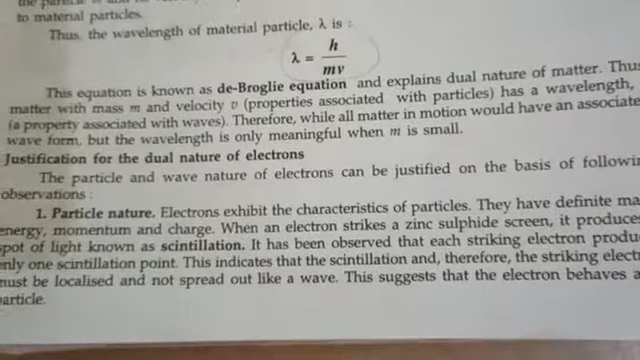 to material particles.
Thus, the wavelength of material particle, λ is :
λ = h / mv
This equation is known as de-Broglie equation and explains dual nature of matter. Thus
matter with mass m and velocity v (properties associated with particles) has a wavelength,
(a property associated with waves). Therefore, while all matter in motion would have an associate
wave form, but the wavelength is only meaningful when m is small.
Justification for the dual nature of electrons
The particle and wave nature of electrons can be justified on the basis of followin
observations :
1. Particle nature. Electrons exhibit the characteristics of particles. They have definite ma
energy, momentum and charge. When an electron strikes a zinc sulphide screen, it produces
spot of light known as scintillation. It has been observed that each striking electron produ
only one scintillation point. This indicates that the scintillation and, therefore, the striking electr
must be localised and not spread out like a wave. This suggests that the electron behaves a
particle.